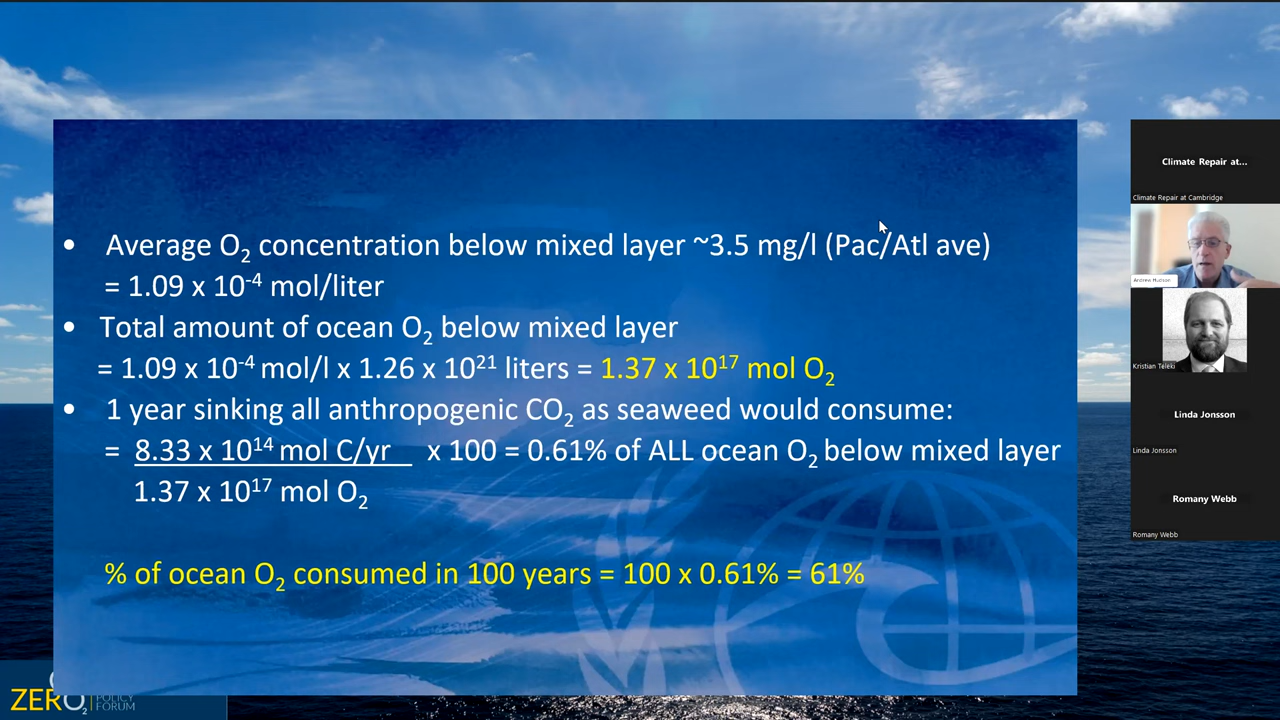 • Average O₂ concentration below mixed layer ~3.5 mg/l (Pac/Atl ave)
= 1.09 x 10⁻⁴ mol/liter
• Total amount of ocean O₂ below mixed layer
= 1.09 x 10⁻⁴ mol/l x 1.26 x 10²¹ liters = 1.37 x 10¹⁷ mol O₂
• 1 year sinking all anthropogenic CO₂ as seaweed would consume:
= 8.33 x 10¹⁴ mol C/yr x 100 = 0.61% of ALL ocean O₂ below mixed layer
1.37 x 10¹⁷ mol O₂
% of ocean O₂ consumed in 100 years = 100 x 0.61% = 61%
Climate Repair at...
Climate Repair at Cambridge
Andrew Hudson
Kristian Teleki
Linda Jonsson
Linda Jonsson
Romany Webb
Romany Webb
ZERO₂ POLICY
FORUM